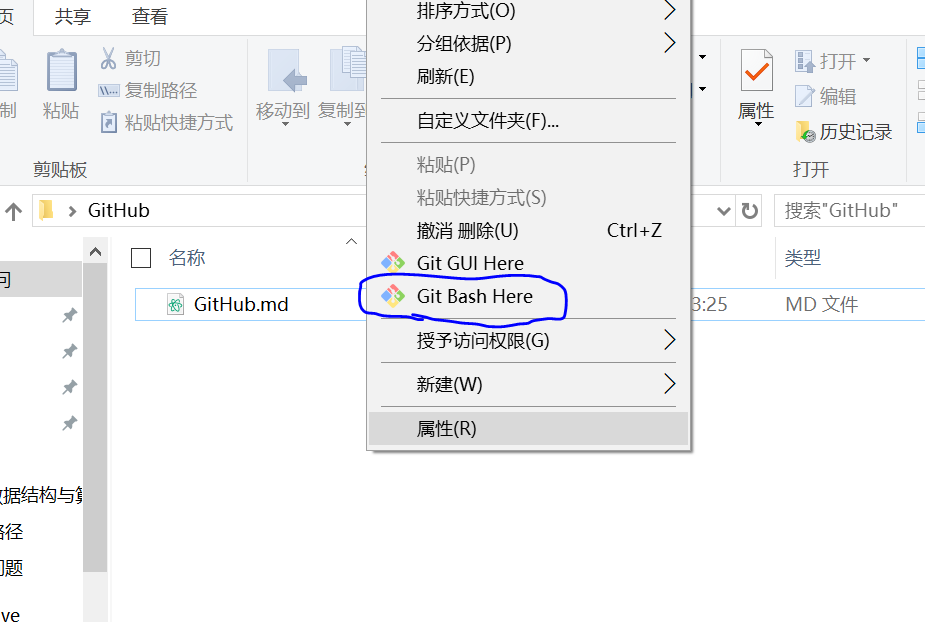 页 共享 查看
制
粘贴
剪切
复制路径
粘贴快捷方式
移动到 复制到
属性
打开
编辑
历史记录
剪贴板
打开
排序方式(O)
分组依据(P)
刷新(E)
自定义文件夹(F)...
粘贴(P)
粘贴快捷方式(S)
撤消 删除(U) Ctrl+Z
Git GUI Here
Git Bash Here
授予访问权限(G)
新建(W)
属性(R)
GitHub
搜索"GitHub"
名称
类型
GitHub.md
3:25
MD 文件
问
数据结构与算
路径
问题
ve